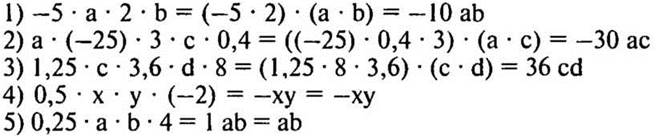 1) −5 · a · 2 · b = (−5 · 2) · (a · b) = −10 ab
2) a · (−25) · 3 · c · 0,4 = ((−25) · 0,4 · 3) · (a · c) = −30 ac
3) 1,25 · c · 3,6 · d · 8 = (1,25 · 8 · 3,6) · (c · d) = 36 cd
4) 0,5 · x · y · (−2) = −xy = −xy
5) 0,25 · a · b · 4 = 1 ab = ab